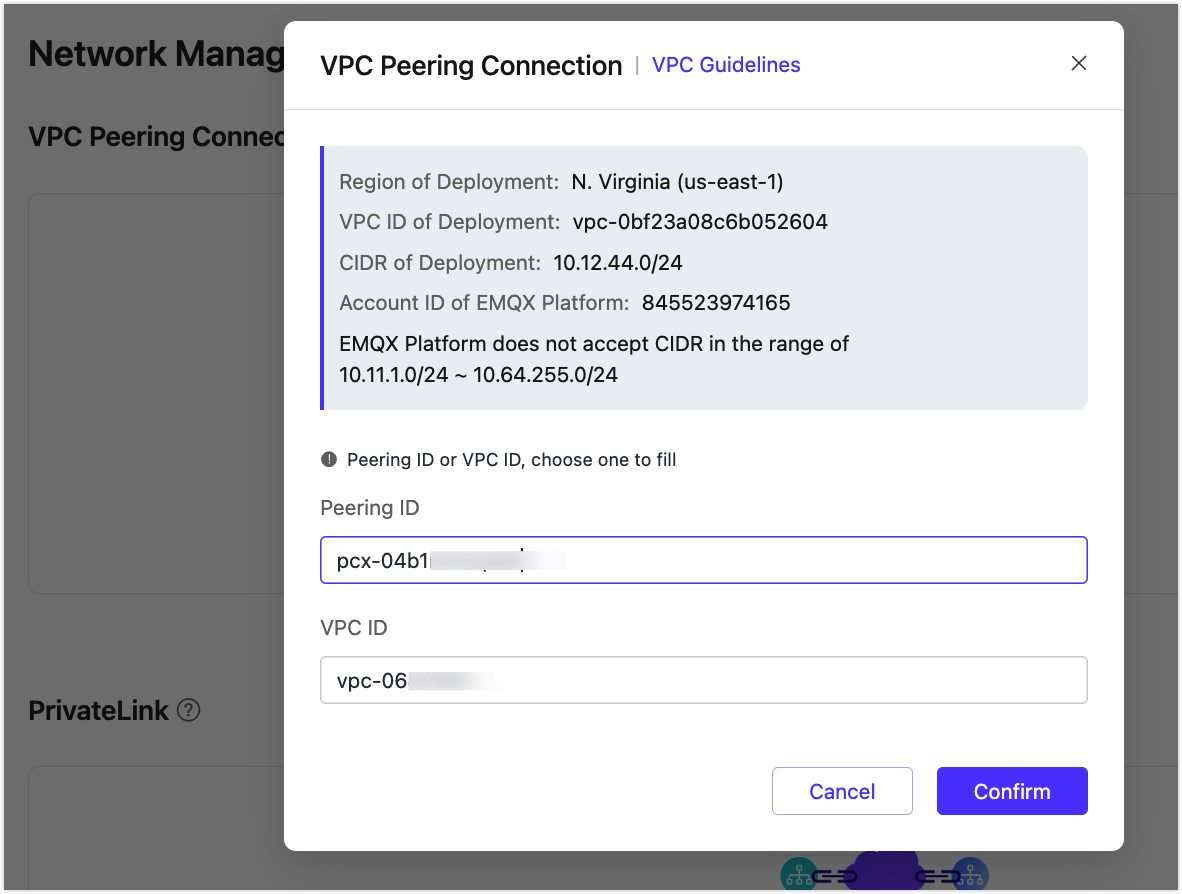 Network Manag
VPC Peering Connection | VPC Guidelines
VPC Peering Connec
Region of Deployment: N. Virginia (us-east-1)
VPC ID of Deployment: vpc-0bf23a08c6b052604
CIDR of Deployment: 10.12.44.0/24
Account ID of EMQX Platform: 845523974165
EMQX Platform does not accept CIDR in the range of
10.11.1.0/24 ~ 10.64.255.0/24
Peering ID or VPC ID, choose one to fill
Peering ID
pcx-04b1
VPC ID
vpc-06
PrivateLink
Cancel
Confirm